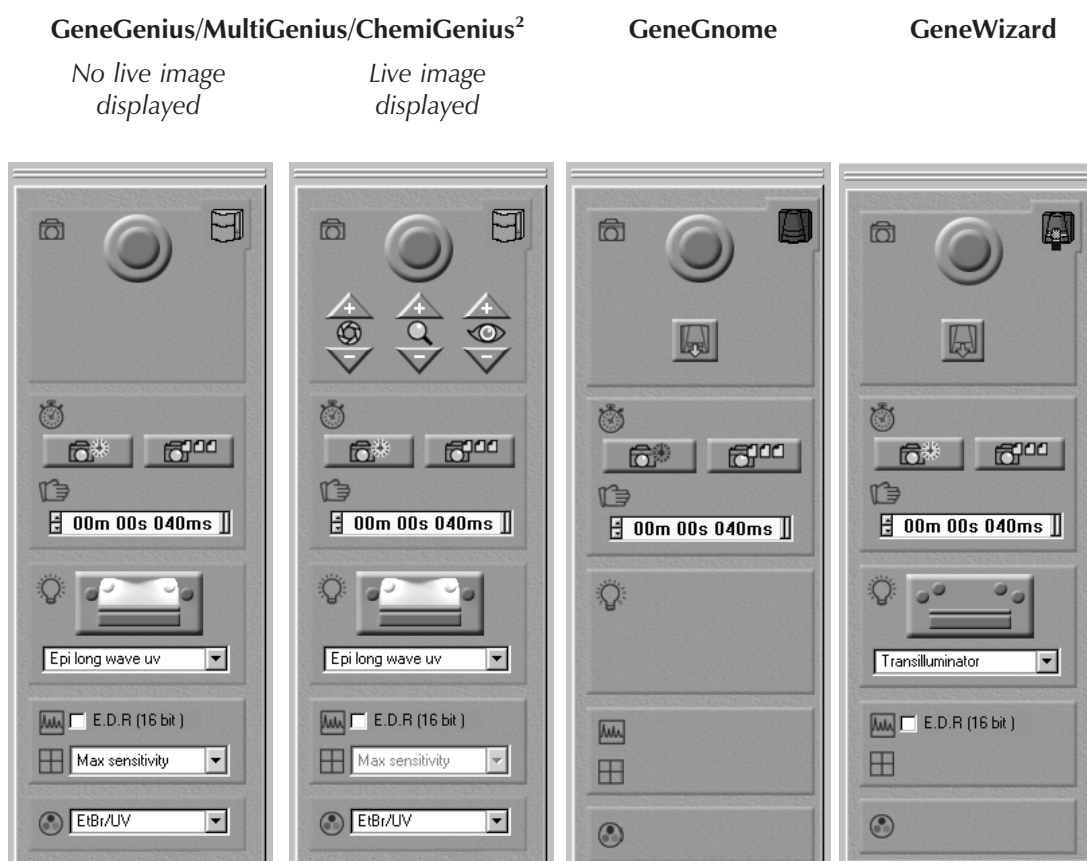 GeneGenius/MultiGenius/ChemiGenius² GeneGnome GeneWizard
No live image Live image
displayed displayed
00m 00s 040ms 00m 00s 040ms 00m 00s 040ms 00m 00s 040ms
Epi long wave uv Epi long wave uv Transilluminator
E.D.R (16 bit ) E.D.R (16 bit ) E.D.R (16 bit )
Max sensitivity Max sensitivity
EtBr/UV EtBr/UV